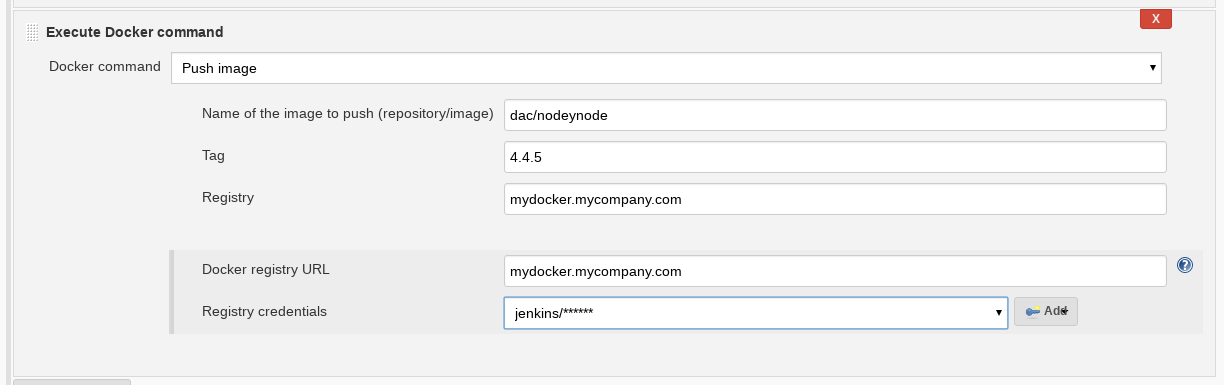 X
Execute Docker command
Docker command Push image
Name of the image to push (repository/image) dac/nodeynode
Tag 4.4.5
Registry mydocker.mycompany.com
Docker registry URL mydocker.mycompany.com ?
Registry credentials jenkins/****** Add